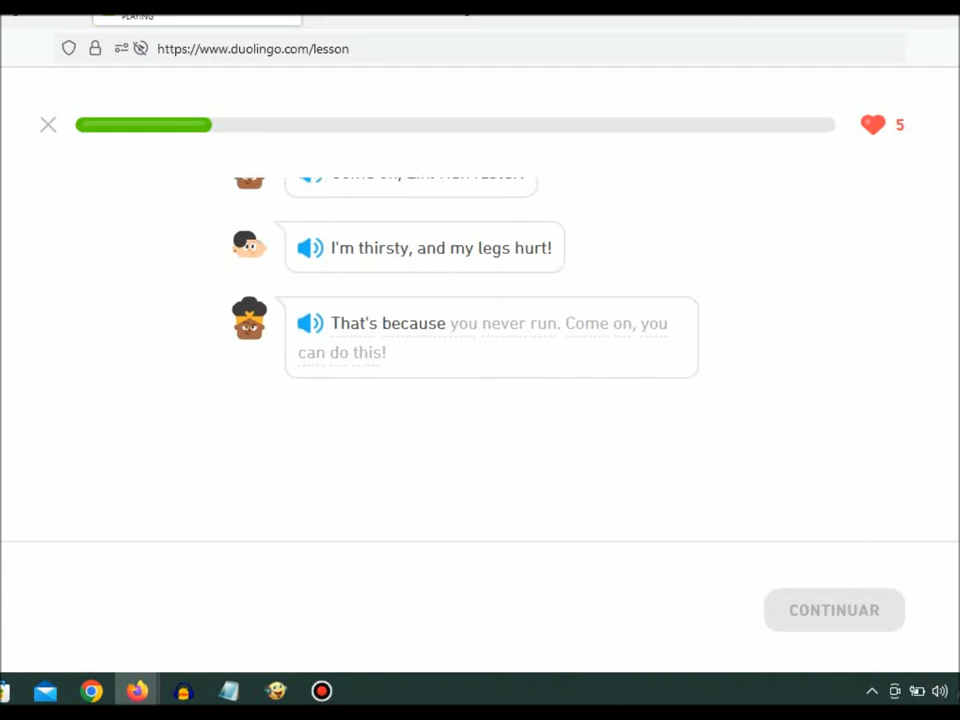 PLAYING
https://www.duolingo.com/lesson
5
I'm thirsty, and my legs hurt!
That's because you never run. Come on, you
can do this!
CONTINUAR